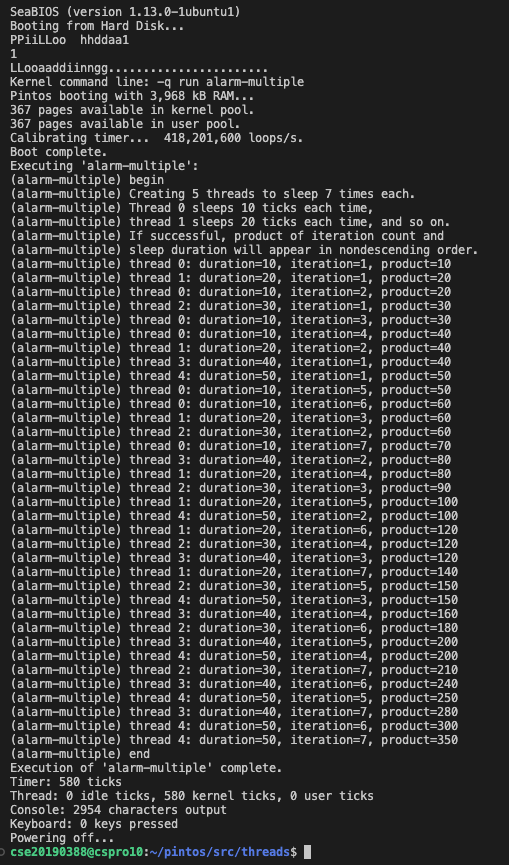 SeaBIOS (version 1.13.0-1ubuntu1)
Booting from Hard Disk...
PPiiLLoo  hhddaa1
1
LLooaaddiinngg......................
Kernel command line: -q run alarm-multiple
Pintos booting with 3,968 kB RAM...
367 pages available in kernel pool.
367 pages available in user pool.
Calibrating timer...  418,201,600 loops/s.
Boot complete.
Executing 'alarm-multiple':
(alarm-multiple) begin
(alarm-multiple) Creating 5 threads to sleep 7 times each.
(alarm-multiple) Thread 0 sleeps 10 ticks each time,
(alarm-multiple) thread 1 sleeps 20 ticks each time, and so on.
(alarm-multiple) If successful, product of iteration count and
(alarm-multiple) sleep duration will appear in nondescending order.
(alarm-multiple) thread 0: duration=10, iteration=1, product=10
(alarm-multiple) thread 1: duration=20, iteration=1, product=20
(alarm-multiple) thread 0: duration=10, iteration=2, product=20
(alarm-multiple) thread 2: duration=30, iteration=1, product=30
(alarm-multiple) thread 0: duration=10, iteration=3, product=30
(alarm-multiple) thread 0: duration=10, iteration=4, product=40
(alarm-multiple) thread 1: duration=20, iteration=2, product=40
(alarm-multiple) thread 3: duration=40, iteration=1, product=40
(alarm-multiple) thread 4: duration=50, iteration=1, product=50
(alarm-multiple) thread 0: duration=10, iteration=5, product=50
(alarm-multiple) thread 0: duration=10, iteration=6, product=60
(alarm-multiple) thread 1: duration=20, iteration=3, product=60
(alarm-multiple) thread 2: duration=30, iteration=2, product=60
(alarm-multiple) thread 0: duration=10, iteration=7, product=70
(alarm-multiple) thread 3: duration=40, iteration=2, product=80
(alarm-multiple) thread 1: duration=20, iteration=4, product=80
(alarm-multiple) thread 2: duration=30, iteration=3, product=90
(alarm-multiple) thread 1: duration=20, iteration=5, product=100
(alarm-multiple) thread 4: duration=50, iteration=2, product=100
(alarm-multiple) thread 1: duration=20, iteration=6, product=120
(alarm-multiple) thread 2: duration=30, iteration=4, product=120
(alarm-multiple) thread 3: duration=40, iteration=3, product=120
(alarm-multiple) thread 1: duration=20, iteration=7, product=140
(alarm-multiple) thread 2: duration=30, iteration=5, product=150
(alarm-multiple) thread 4: duration=50, iteration=3, product=150
(alarm-multiple) thread 3: duration=40, iteration=4, product=160
(alarm-multiple) thread 2: duration=30, iteration=6, product=180
(alarm-multiple) thread 3: duration=40, iteration=5, product=200
(alarm-multiple) thread 4: duration=50, iteration=4, product=200
(alarm-multiple) thread 2: duration=30, iteration=7, product=210
(alarm-multiple) thread 3: duration=40, iteration=6, product=240
(alarm-multiple) thread 4: duration=50, iteration=5, product=250
(alarm-multiple) thread 3: duration=40, iteration=7, product=280
(alarm-multiple) thread 4: duration=50, iteration=6, product=300
(alarm-multiple) thread 4: duration=50, iteration=7, product=350
(alarm-multiple) end
Execution of 'alarm-multiple' complete.
Timer: 580 ticks
Thread: 0 idle ticks, 580 kernel ticks, 0 user ticks
Console: 2954 characters output
Keyboard: 0 keys pressed
Powering off...
cse20190388@cspro10:~/pintos/src/threads$